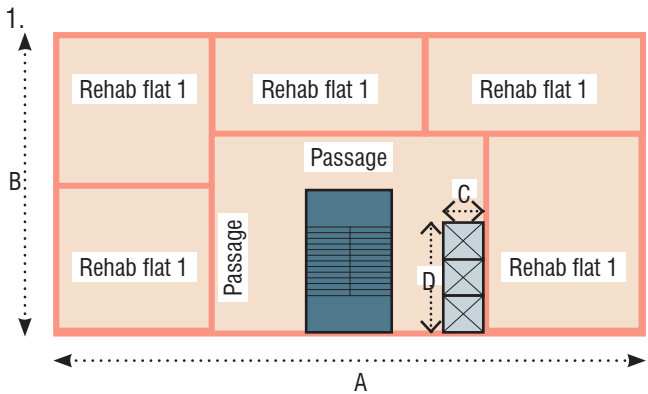 1.
Rehab flat 1
Rehab flat 1
Rehab flat 1
Passage
B
C
Passage
Rehab flat 1
D
Rehab flat 1
A